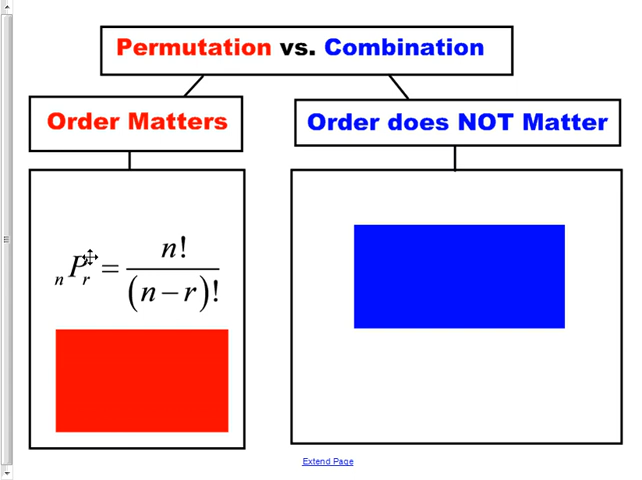 Permutation vs. Combination
Order Matters
Order does NOT Matter
nPr = n! / (n − r)!
Extend Page